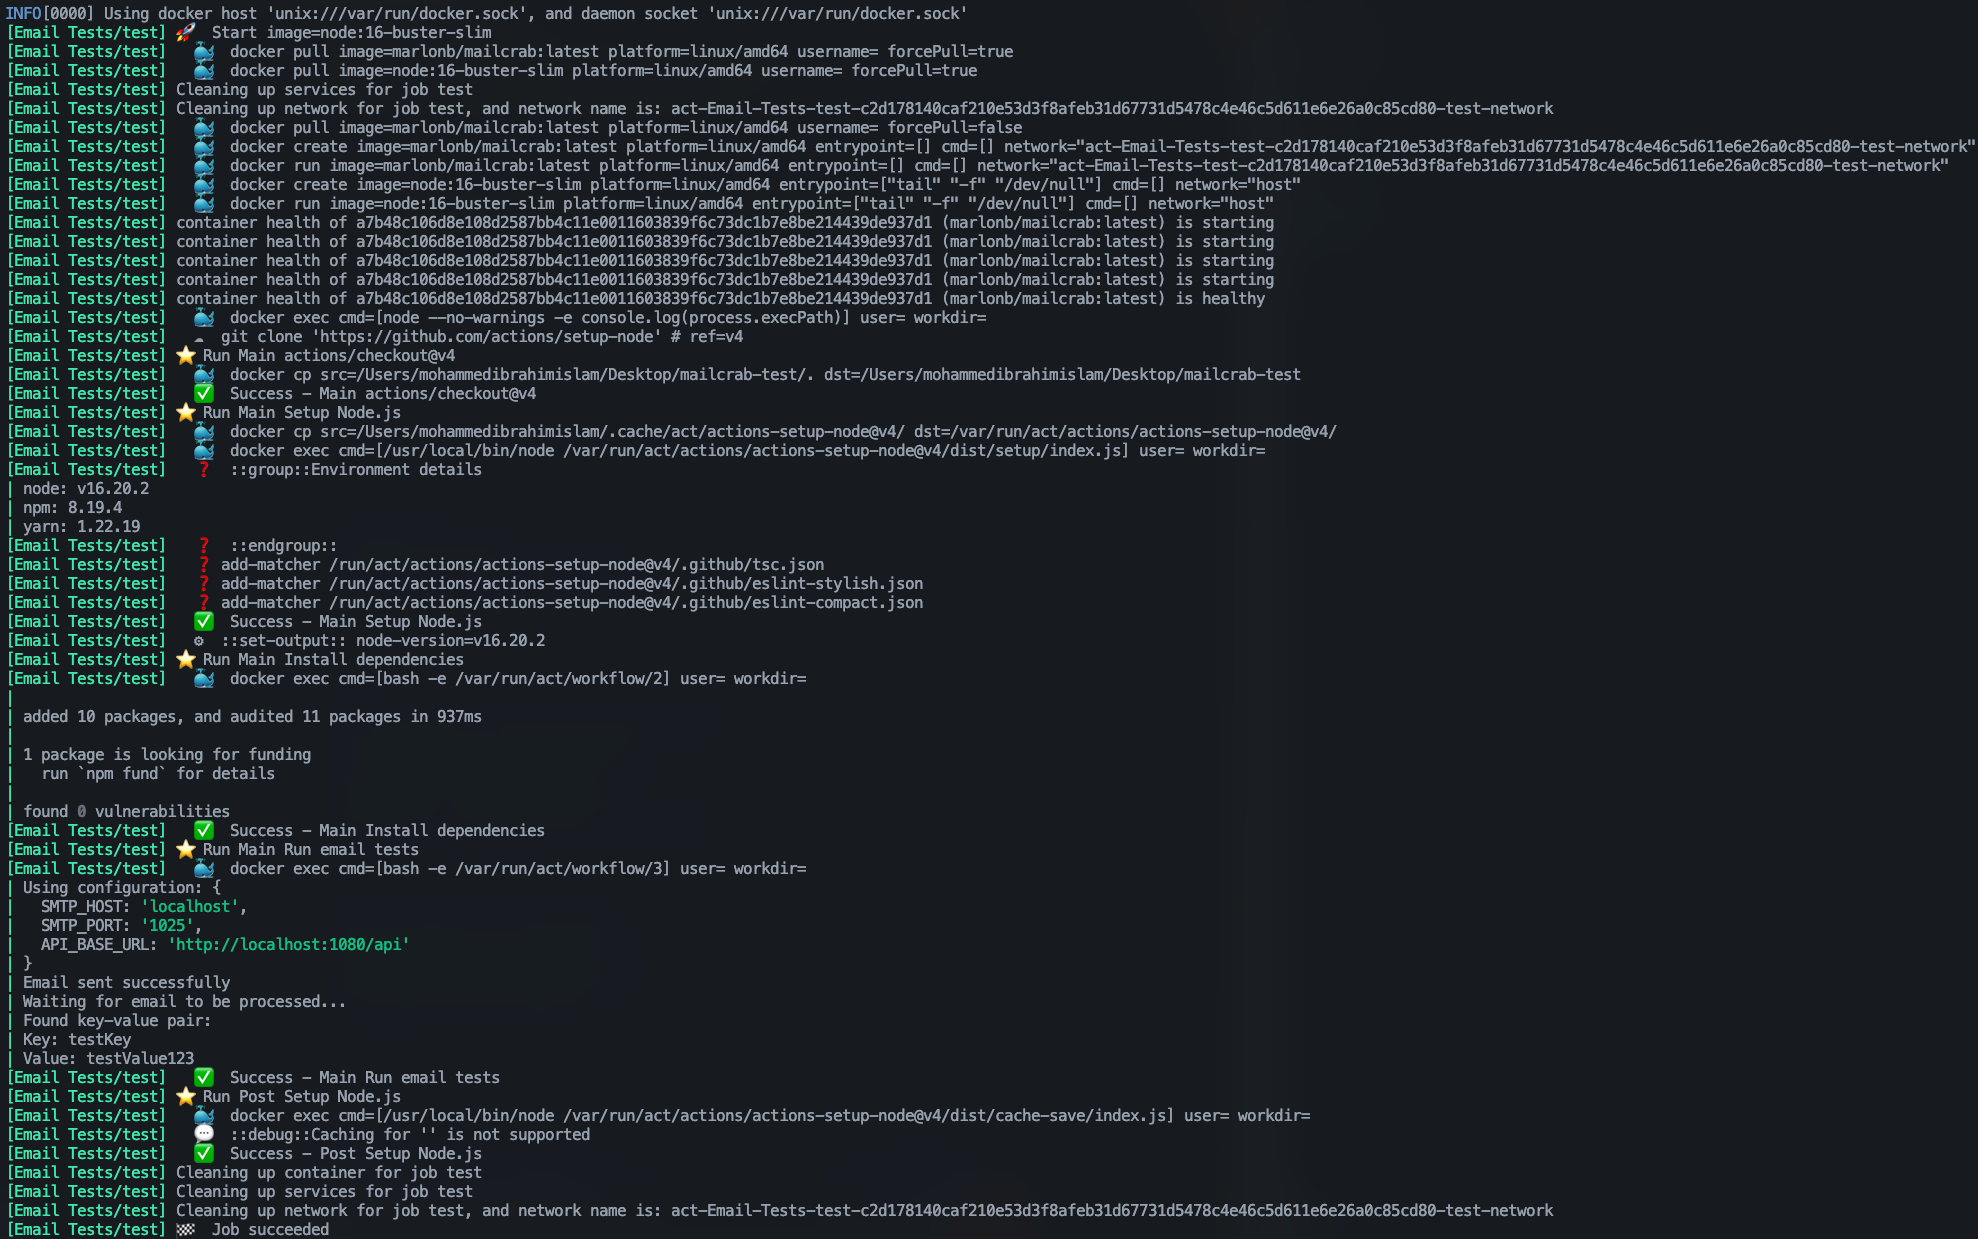 INFO[0000] Using docker host 'unix:///var/run/docker.sock', and daemon socket 'unix:///var/run/docker.sock'
[Email Tests/test] 🚀  Start image=node:16-buster-slim
[Email Tests/test]   🐳  docker pull image=marlonb/mailcrab:latest platform=linux/amd64 username= forcePull=true
[Email Tests/test]   🐳  docker pull image=node:16-buster-slim platform=linux/amd64 username= forcePull=true
[Email Tests/test] Cleaning up services for job test
[Email Tests/test] Cleaning up network for job test, and network name is: act-Email-Tests-test-c2d178140caf210e53d3f8afeb31d67731d5478c4e46c5d611e6e26a0c85cd80-test-network
[Email Tests/test]   🐳  docker pull image=marlonb/mailcrab:latest platform=linux/amd64 username= forcePull=false
[Email Tests/test]   🐳  docker create image=marlonb/mailcrab:latest platform=linux/amd64 entrypoint=[] cmd=[] network="act-Email-Tests-test-c2d178140caf210e53d3f8afeb31d67731d5478c4e46c5d611e6e26a0c85cd80-test-network"
[Email Tests/test]   🐳  docker run image=marlonb/mailcrab:latest platform=linux/amd64 entrypoint=[] cmd=[] network="act-Email-Tests-test-c2d178140caf210e53d3f8afeb31d67731d5478c4e46c5d611e6e26a0c85cd80-test-network"
[Email Tests/test]   🐳  docker create image=node:16-buster-slim platform=linux/amd64 entrypoint=["tail" "-f" "/dev/null"] cmd=[] network="host"
[Email Tests/test]   🐳  docker run image=node:16-buster-slim platform=linux/amd64 entrypoint=["tail" "-f" "/dev/null"] cmd=[] network="host"
[Email Tests/test] container health of a7b48c106d8e108d2587bb4c11e0011603839f6c73dc1b7e8be214439de937d1 (marlonb/mailcrab:latest) is starting
[Email Tests/test] container health of a7b48c106d8e108d2587bb4c11e0011603839f6c73dc1b7e8be214439de937d1 (marlonb/mailcrab:latest) is starting
[Email Tests/test] container health of a7b48c106d8e108d2587bb4c11e0011603839f6c73dc1b7e8be214439de937d1 (marlonb/mailcrab:latest) is starting
[Email Tests/test] container health of a7b48c106d8e108d2587bb4c11e0011603839f6c73dc1b7e8be214439de937d1 (marlonb/mailcrab:latest) is starting
[Email Tests/test] container health of a7b48c106d8e108d2587bb4c11e0011603839f6c73dc1b7e8be214439de937d1 (marlonb/mailcrab:latest) is healthy
[Email Tests/test]   🐳  docker exec cmd=[node --no-warnings -e console.log(process.execPath)] user= workdir=
[Email Tests/test]   ☁  git clone 'https://github.com/actions/setup-node' # ref=v4
[Email Tests/test] ⭐ Run Main actions/checkout@v4
[Email Tests/test]   🐳  docker cp src=/Users/mohammedibrahimislam/Desktop/mailcrab-test/. dst=/Users/mohammedibrahimislam/Desktop/mailcrab-test
[Email Tests/test]   ✅  Success - Main actions/checkout@v4
[Email Tests/test] ⭐ Run Main Setup Node.js
[Email Tests/test]   🐳  docker cp src=/Users/mohammedibrahimislam/.cache/act/actions-setup-node@v4/ dst=/var/run/act/actions/actions-setup-node@v4/
[Email Tests/test]   🐳  docker exec cmd=[/usr/local/bin/node /var/run/act/actions/actions-setup-node@v4/dist/setup/index.js] user= workdir=
[Email Tests/test]   ❓  ::group::Environment details
| node: v16.20.2
| npm: 8.19.4
| yarn: 1.22.19
[Email Tests/test]   ❓  ::endgroup::
[Email Tests/test]   ❓ add-matcher /run/act/actions/actions-setup-node@v4/.github/tsc.json
[Email Tests/test]   ❓ add-matcher /run/act/actions/actions-setup-node@v4/.github/eslint-stylish.json
[Email Tests/test]   ❓ add-matcher /run/act/actions/actions-setup-node@v4/.github/eslint-compact.json
[Email Tests/test]   ✅  Success - Main Setup Node.js
[Email Tests/test]   ⚙  ::set-output:: node-version=v16.20.2
[Email Tests/test] ⭐ Run Main Install dependencies
[Email Tests/test]   🐳  docker exec cmd=[bash -e /var/run/act/workflow/2] user= workdir=
|
| added 10 packages, and audited 11 packages in 937ms
|
| 1 package is looking for funding
|   run `npm fund` for details
|
| found 0 vulnerabilities
[Email Tests/test]   ✅  Success - Main Install dependencies
[Email Tests/test] ⭐ Run Main Run email tests
[Email Tests/test]   🐳  docker exec cmd=[bash -e /var/run/act/workflow/3] user= workdir=
| Using configuration: {
|   SMTP_HOST: 'localhost',
|   SMTP_PORT: '1025',
|   API_BASE_URL: 'http://localhost:1080/api'
| }
| Email sent successfully
| Waiting for email to be processed...
| Found key-value pair:
| Key: testKey
| Value: testValue123
[Email Tests/test]   ✅  Success - Main Run email tests
[Email Tests/test] ⭐ Run Post Setup Node.js
[Email Tests/test]   🐳  docker exec cmd=[/usr/local/bin/node /var/run/act/actions/actions-setup-node@v4/dist/cache-save/index.js] user= workdir=
[Email Tests/test]   💬  ::debug::Caching for '' is not supported
[Email Tests/test]   ✅  Success - Post Setup Node.js
[Email Tests/test] Cleaning up container for job test
[Email Tests/test] Cleaning up services for job test
[Email Tests/test] Cleaning up network for job test, and network name is: act-Email-Tests-test-c2d178140caf210e53d3f8afeb31d67731d5478c4e46c5d611e6e26a0c85cd80-test-network
[Email Tests/test] 🏁  Job succeeded